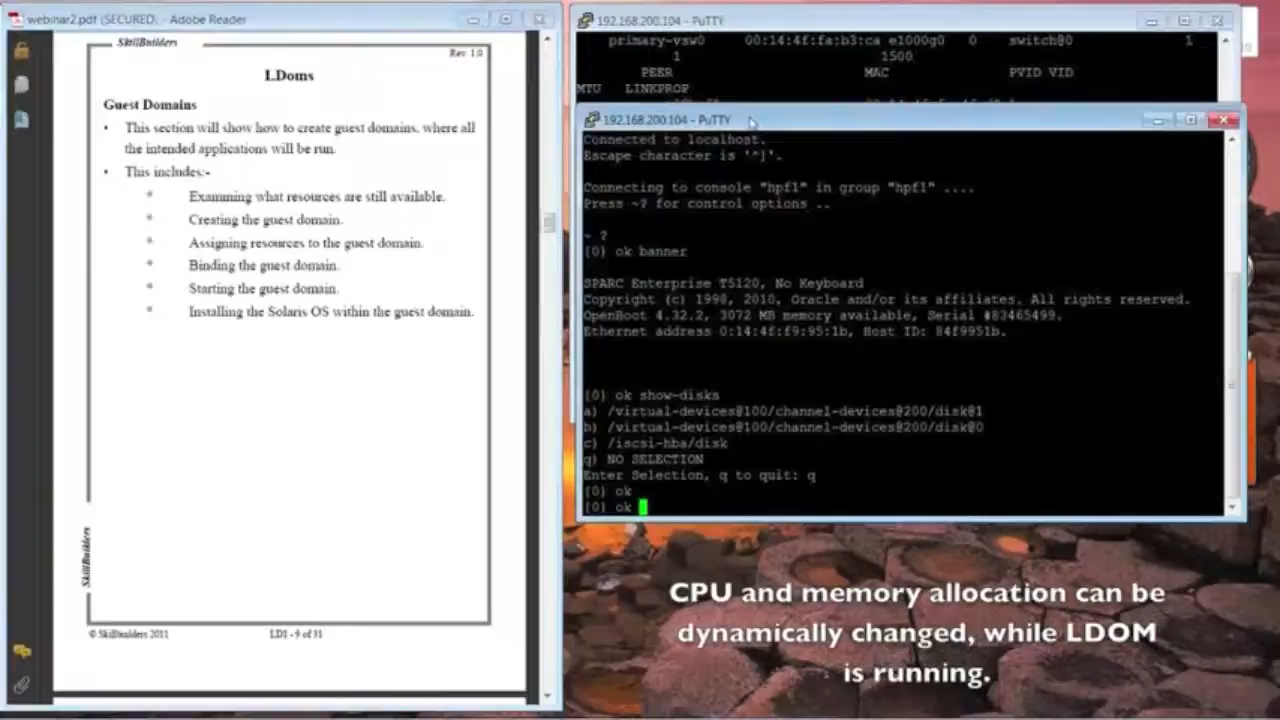 webinar2.pdf (SECURED) - Adobe Reader
SkillBuilders
Rev 1.0
LDoms
Guest Domains
• This section will show how to create guest domains, where all
the intended applications will be run.
• This includes:-
* Examming what resources are still available.
* Creating the guest domain.
* Assigning resources to the guest domain.
* Binding the guest domain.
* Starting the guest domain.
* Installing the Solaris OS within the guest domain.
SkillBuilders
© SkillBuilders 2011
LD1 - 9 of 31
192.168.200.104 - PuTTY
primary-vsw0 00:14:4f:fa:b3:ca e1000g0 0 switch@0 1
1 1500
PEER MAC PVID VID
MTU LINKPROP
192.168.200.104 - PuTTY
Connected to localhost.
Escape character is '^]'.
Connecting to console "hpf1" in group "hpf1" ....
Press ~? for control options ..
~ ?
{0} ok banner
SPARC Enterprise T5120, No Keyboard
Copyright (c) 1998, 2010, Oracle and/or its affiliates. All rights reserved.
OpenBoot 4.32.2, 3072 MB memory available, Serial #83465499.
Ethernet address 0:14:4f:f9:95:1b, Host ID: 84f9951b.
{0} ok show-disks
a) /virtual-devices@100/channel-devices@200/disk@1
b) /virtual-devices@100/channel-devices@200/disk@0
c) /iscsi-hba/disk
q) NO SELECTION
Enter Selection, q to quit: q
{0} ok
{0} ok
CPU and memory allocation can be
dynamically changed, while LDOM
is running.